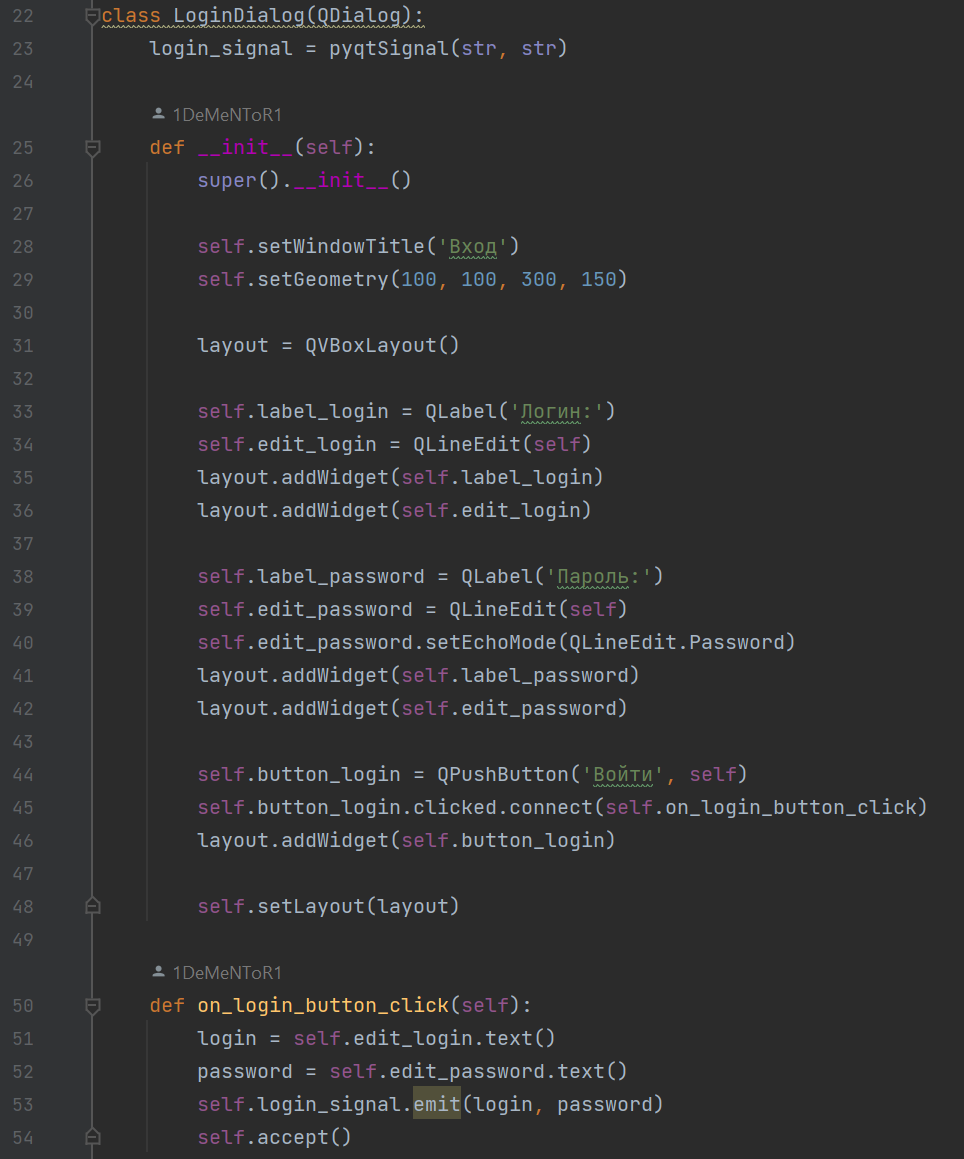 22 class LoginDialog(QDialog):
23     login_signal = pyqtSignal(str, str)
24
1DeMeNToR1
25     def __init__(self):
26         super().__init__()
27
28         self.setWindowTitle('Вход')
29         self.setGeometry(100, 100, 300, 150)
30
31         layout = QVBoxLayout()
32
33         self.label_login = QLabel('Логин:')
34         self.edit_login = QLineEdit(self)
35         layout.addWidget(self.label_login)
36         layout.addWidget(self.edit_login)
37
38         self.label_password = QLabel('Пароль:')
39         self.edit_password = QLineEdit(self)
40         self.edit_password.setEchoMode(QLineEdit.Password)
41         layout.addWidget(self.label_password)
42         layout.addWidget(self.edit_password)
43
44         self.button_login = QPushButton('Войти', self)
45         self.button_login.clicked.connect(self.on_login_button_click)
46         layout.addWidget(self.button_login)
47
48         self.setLayout(layout)
49
1DeMeNToR1
50     def on_login_button_click(self):
51         login = self.edit_login.text()
52         password = self.edit_password.text()
53         self.login_signal.emit(login, password)
54         self.accept()